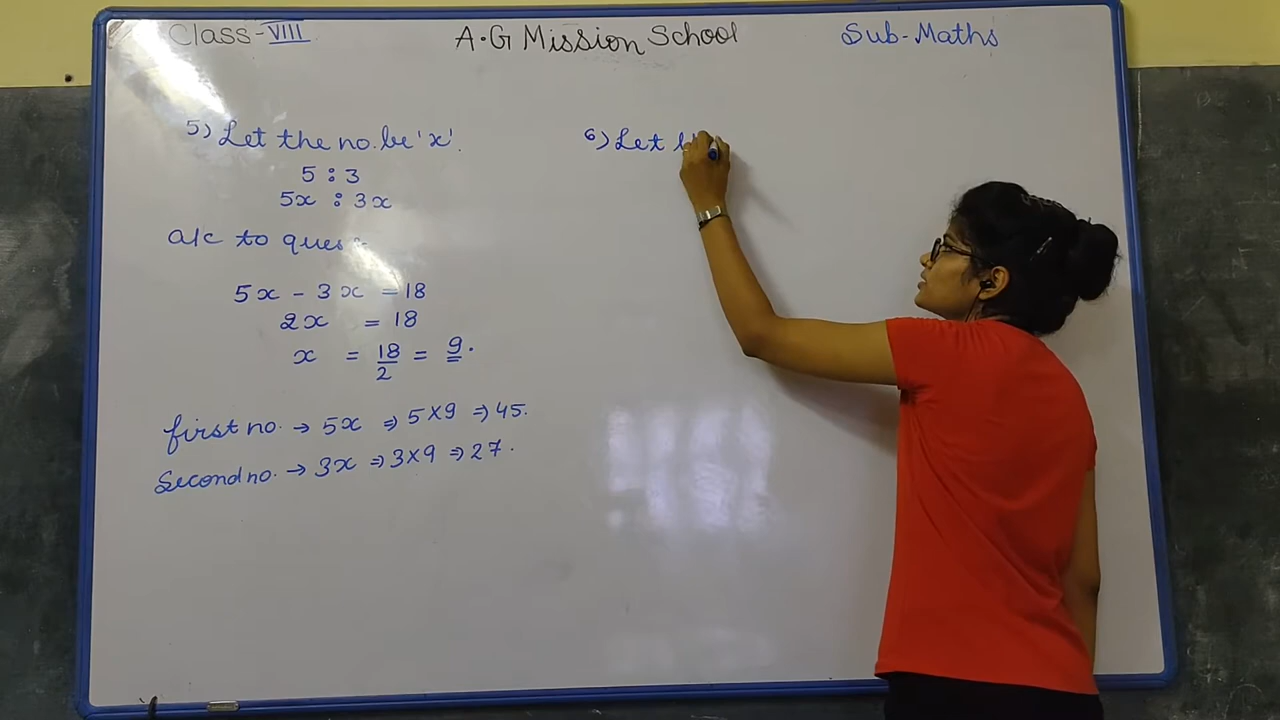 Class-VIII
A.G Mission School
Sub-Maths
5) Let the no. be 'x'.
5 : 3
5x : 3x
a/c to ques
5x - 3x = 18
2x = 18
x = 18/2 = 9.
first no. → 5x ⇒ 5×9 ⇒ 45.
Second no. → 3x ⇒ 3×9 ⇒ 27.
6) Let